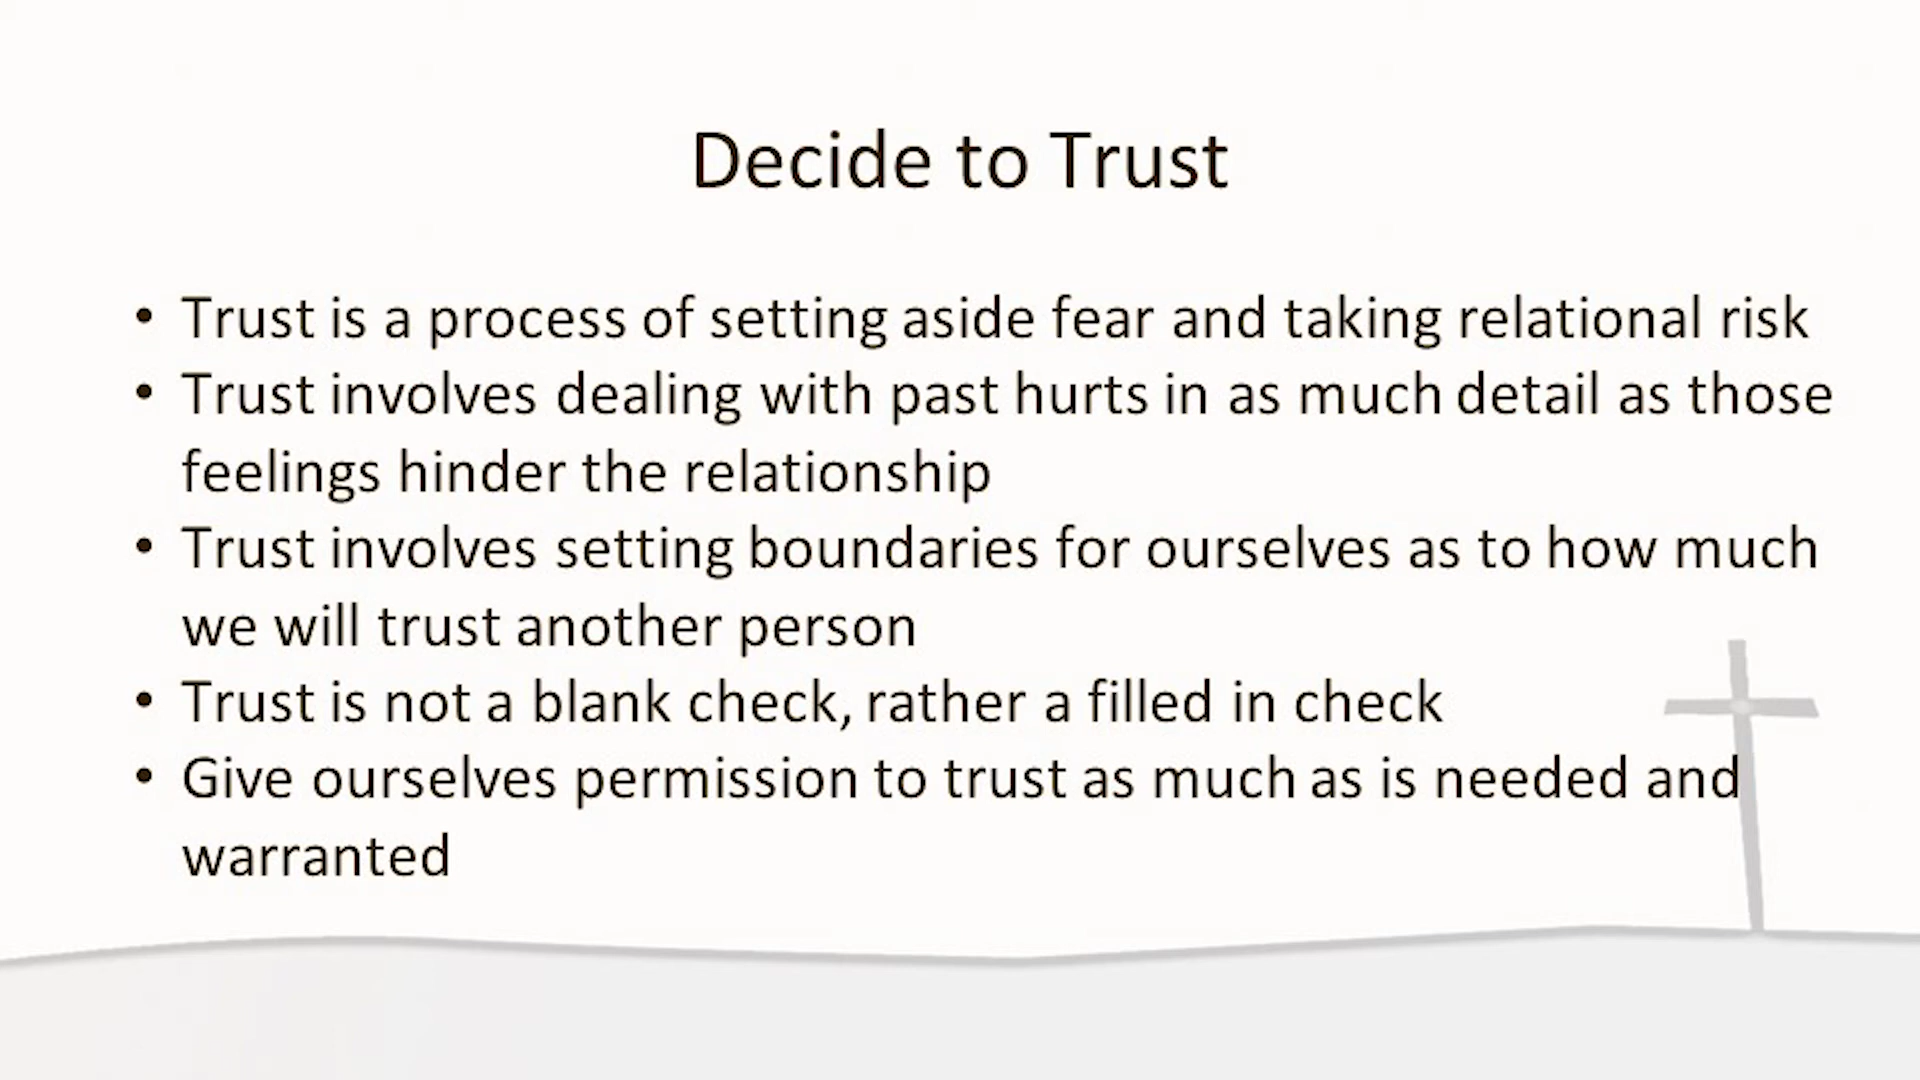 Decide to Trust
• Trust is a process of setting aside fear and taking relational risk
• Trust involves dealing with past hurts in as much detail as those
feelings hinder the relationship
• Trust involves setting boundaries for ourselves as to how much
we will trust another person
• Trust is not a blank check, rather a filled in check
• Give ourselves permission to trust as much as is needed and
warranted